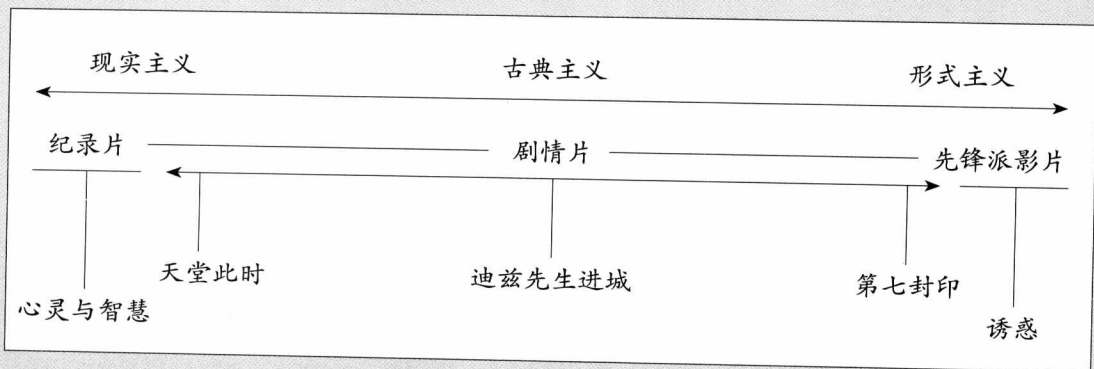 现实主义 古典主义 形式主义
纪录片 剧情片 先锋派影片
天堂此时 迪兹先生进城 第七封印
心灵与智慧 诱惑